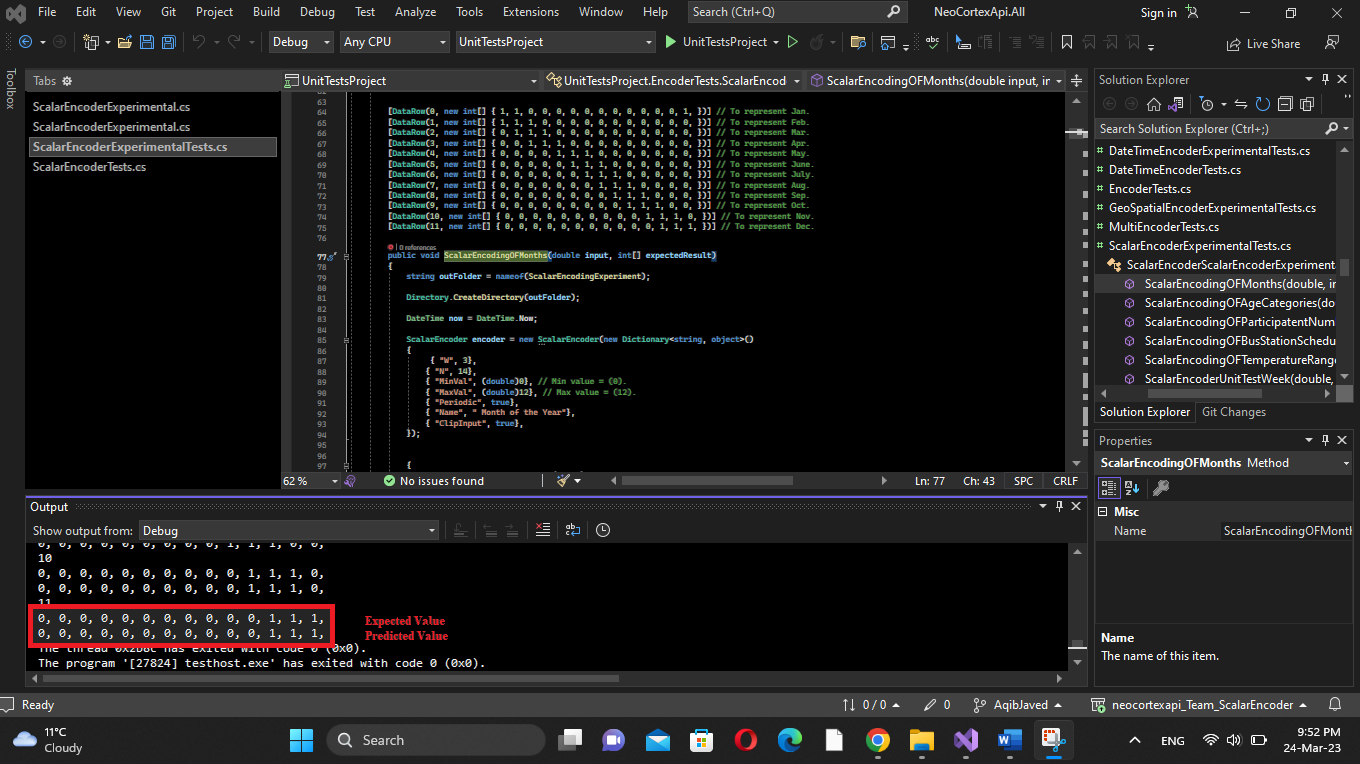 File Edit View Git Project Build Debug Test Analyze Tools Extensions Window Help Search (Ctrl+Q) NeoCortexApi.All Sign in
Debug Any CPU UnitTestsProject UnitTestsProject Live Share
Toolbox
Tabs
ScalarEncoderExperimental.cs
ScalarEncoderExperimental.cs
ScalarEncoderExperimentalTests.cs
ScalarEncoderTests.cs
UnitTestsProject UnitTestsProject.EncoderTests.ScalarEncod ScalarEncodingOFMonths(double input, in
63
64 [DataRow(0, new int[] { 1, 1, 0, 0, 0, 0, 0, 0, 0, 0, 0, 0, 0, 1, })] // To represent Jan.
65 [DataRow(1, new int[] { 1, 1, 1, 0, 0, 0, 0, 0, 0, 0, 0, 0, 0, 0, })] // To represent Feb.
66 [DataRow(2, new int[] { 0, 1, 1, 1, 0, 0, 0, 0, 0, 0, 0, 0, 0, 0, })] // To represent Mar.
67 [DataRow(3, new int[] { 0, 0, 1, 1, 1, 0, 0, 0, 0, 0, 0, 0, 0, 0, })] // To represent Apr.
68 [DataRow(4, new int[] { 0, 0, 0, 0, 1, 1, 1, 0, 0, 0, 0, 0, 0, 0, })] // To represent May.
69 [DataRow(5, new int[] { 0, 0, 0, 0, 0, 1, 1, 1, 0, 0, 0, 0, 0, 0, })] // To represent June.
70 [DataRow(6, new int[] { 0, 0, 0, 0, 0, 0, 1, 1, 1, 0, 0, 0, 0, 0, })] // To represent July.
71 [DataRow(7, new int[] { 0, 0, 0, 0, 0, 0, 0, 1, 1, 1, 0, 0, 0, 0, })] // To represent Aug.
72 [DataRow(8, new int[] { 0, 0, 0, 0, 0, 0, 0, 0, 1, 1, 1, 0, 0, 0, })] // To represent Sep.
73 [DataRow(9, new int[] { 0, 0, 0, 0, 0, 0, 0, 0, 0, 1, 1, 1, 0, 0, })] // To represent Oct.
74 [DataRow(10, new int[] { 0, 0, 0, 0, 0, 0, 0, 0, 0, 0, 1, 1, 1, 0, })] // To represent Nov.
75 [DataRow(11, new int[] { 0, 0, 0, 0, 0, 0, 0, 0, 0, 0, 0, 1, 1, 1, })] // To represent Dec.
76
0 references
77 public void ScalarEncodingOFMonths(double input, int[] expectedResult)
78 {
79 string outFolder = nameof(ScalarEncodingExperiment);
80
81 Directory.CreateDirectory(outFolder);
82
83 DateTime now = DateTime.Now;
84
85 ScalarEncoder encoder = new ScalarEncoder(new Dictionary<string, object>()
86 {
87 { "W", 3},
88 { "N", 14},
89 { "MinVal", (double)0}, // Min value = (0).
90 { "MaxVal", (double)12}, // Max value = (12).
91 { "Periodic", true},
92 { "Name", " Month of the Year"},
93 { "ClipInput", true},
94 });
95
96
97 {
62 % No issues found Ln: 77 Ch: 43 SPC CRLF
Solution Explorer
Search Solution Explorer (Ctrl+;)
DateTimeEncoderExperimentalTests.cs
DateTimeEncoderTests.cs
EncoderTests.cs
GeoSpatialEncoderExperimentalTests.cs
MultiEncoderTests.cs
ScalarEncoderExperimentalTests.cs
ScalarEncoderScalarEncoderExperiment
ScalarEncodingOFMonths(double, in
ScalarEncodingOFAgeCategories(do
ScalarEncodingOFParticipatentNum
ScalarEncodingOFBusStationSchedu
ScalarEncodingOFTemperatureRange
ScalarEncoderUnitTestWeek(double,
Solution Explorer Git Changes
Properties
ScalarEncodingOFMonths Method
Misc
Name ScalarEncodingOFMonth
Name
The name of this item.
Output
Show output from: Debug
0, 0, 0, 0, 0, 0, 0, 0, 0, 1, 1, 1, 0, 0,
10
0, 0, 0, 0, 0, 0, 0, 0, 0, 0, 1, 1, 1, 0,
0, 0, 0, 0, 0, 0, 0, 0, 0, 0, 1, 1, 1, 0,
11
0, 0, 0, 0, 0, 0, 0, 0, 0, 0, 0, 1, 1, 1, Expected Value
0, 0, 0, 0, 0, 0, 0, 0, 0, 0, 0, 1, 1, 1, Predicted Value
The thread 0x2b8c has exited with code 0 (0x0).
The program '[27824] testhost.exe' has exited with code 0 (0x0).
Ready 0 / 0 0 AqibJaved neocortexapi_Team_ScalarEncoder
11°C
Cloudy
Search
ENG
9:52 PM
24-Mar-23